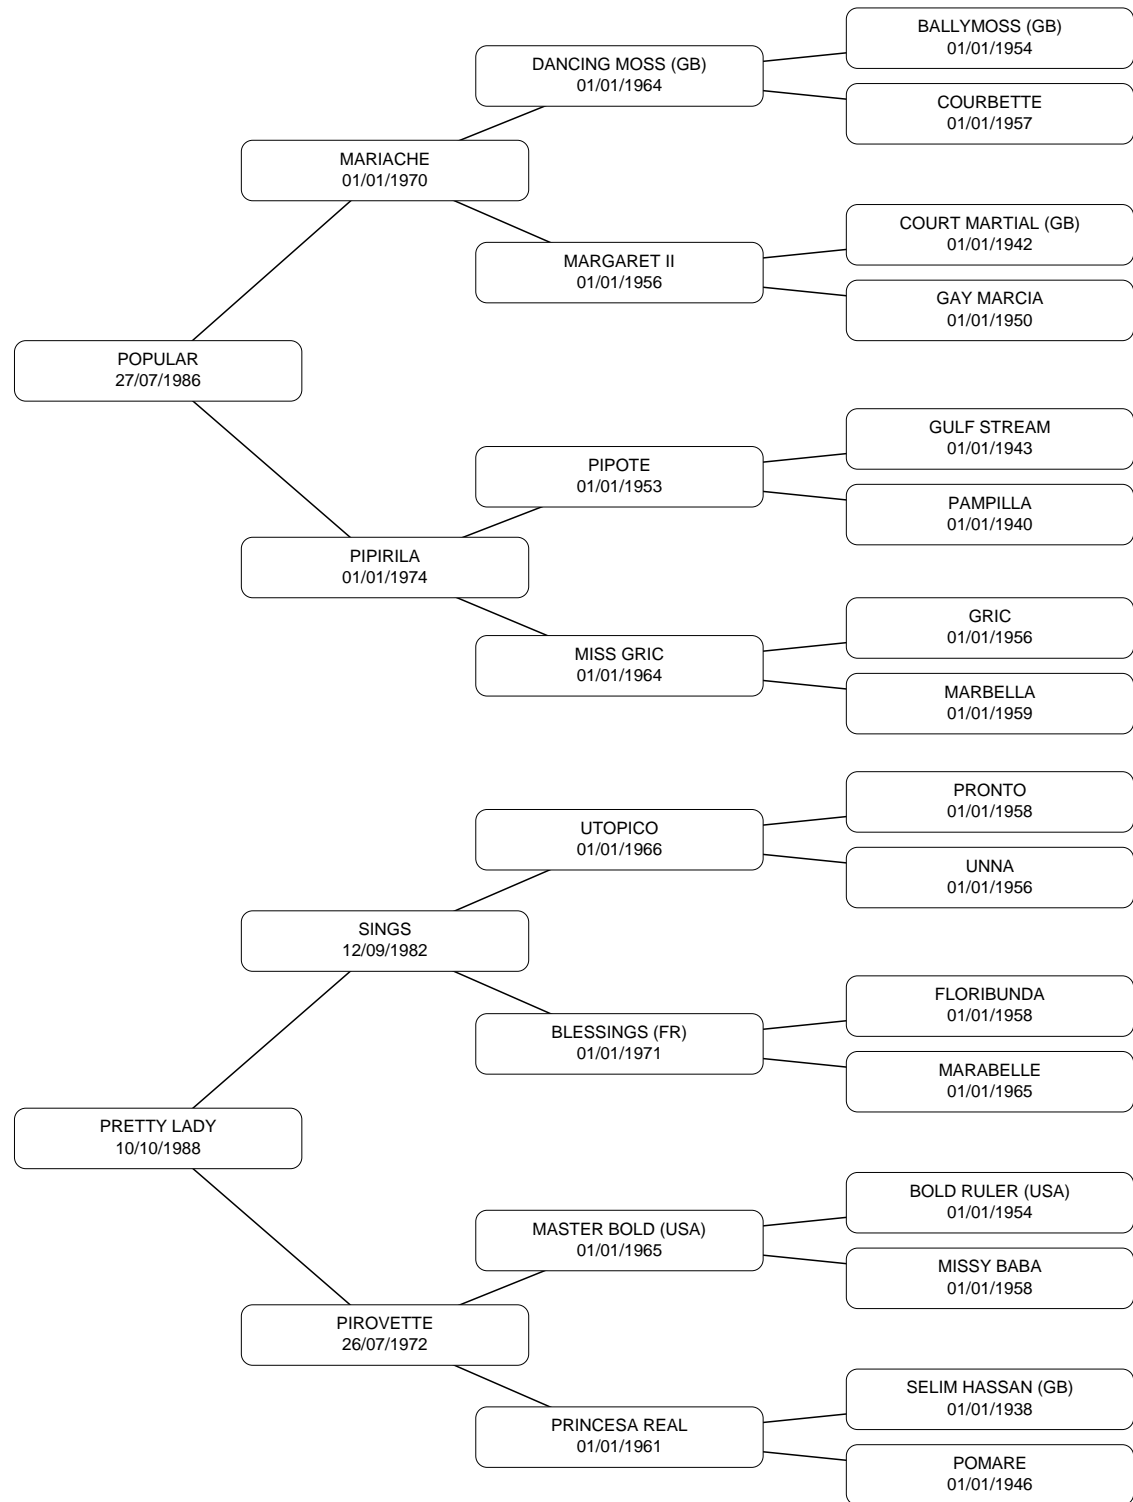 BALLYMOSS (GB)
01/01/1954
DANCING MOSS (GB)
01/01/1964
COURBETTE
01/01/1957
MARIACHE
01/01/1970
COURT MARTIAL (GB)
01/01/1942
MARGARET II
01/01/1956
GAY MARCIA
01/01/1950
POPULAR
27/07/1986
GULF STREAM
01/01/1943
PIPOTE
01/01/1953
PAMPILLA
01/01/1940
PIPIRILA
01/01/1974
GRIC
01/01/1956
MISS GRIC
01/01/1964
MARBELLA
01/01/1959
PRONTO
01/01/1958
UTOPICO
01/01/1966
UNNA
01/01/1956
SINGS
12/09/1982
FLORIBUNDA
01/01/1958
BLESSINGS (FR)
01/01/1971
MARABELLE
01/01/1965
PRETTY LADY
10/10/1988
BOLD RULER (USA)
01/01/1954
MASTER BOLD (USA)
01/01/1965
MISSY BABA
01/01/1958
PIROVETTE
26/07/1972
SELIM HASSAN (GB)
01/01/1938
PRINCESA REAL
01/01/1961
POMARE
01/01/1946